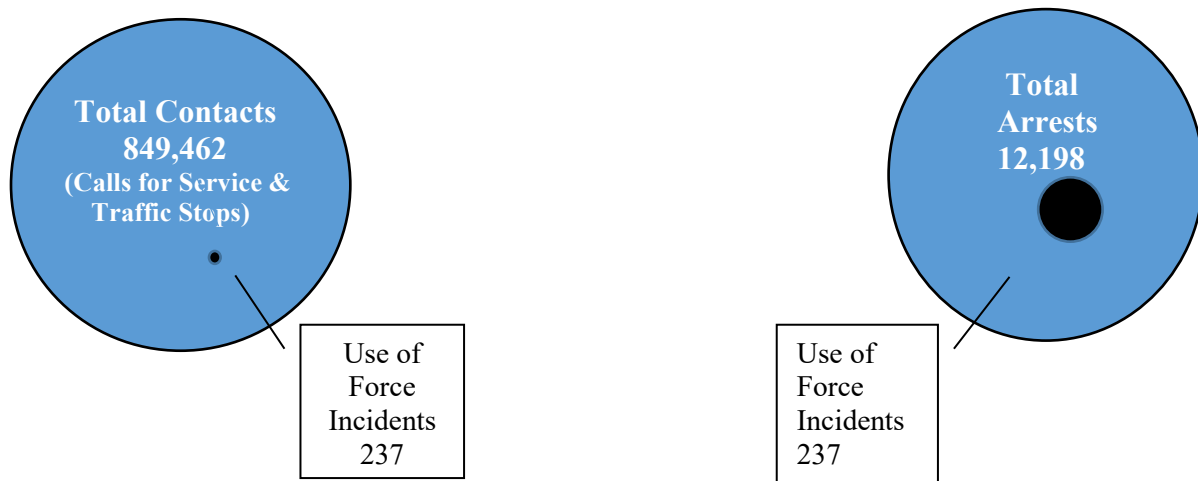 Total Contacts
849,462
(Calls for Service &
Traffic Stops)
Use of
Force
Incidents
237
Total
Arrests
12,198
Use of
Force
Incidents
237